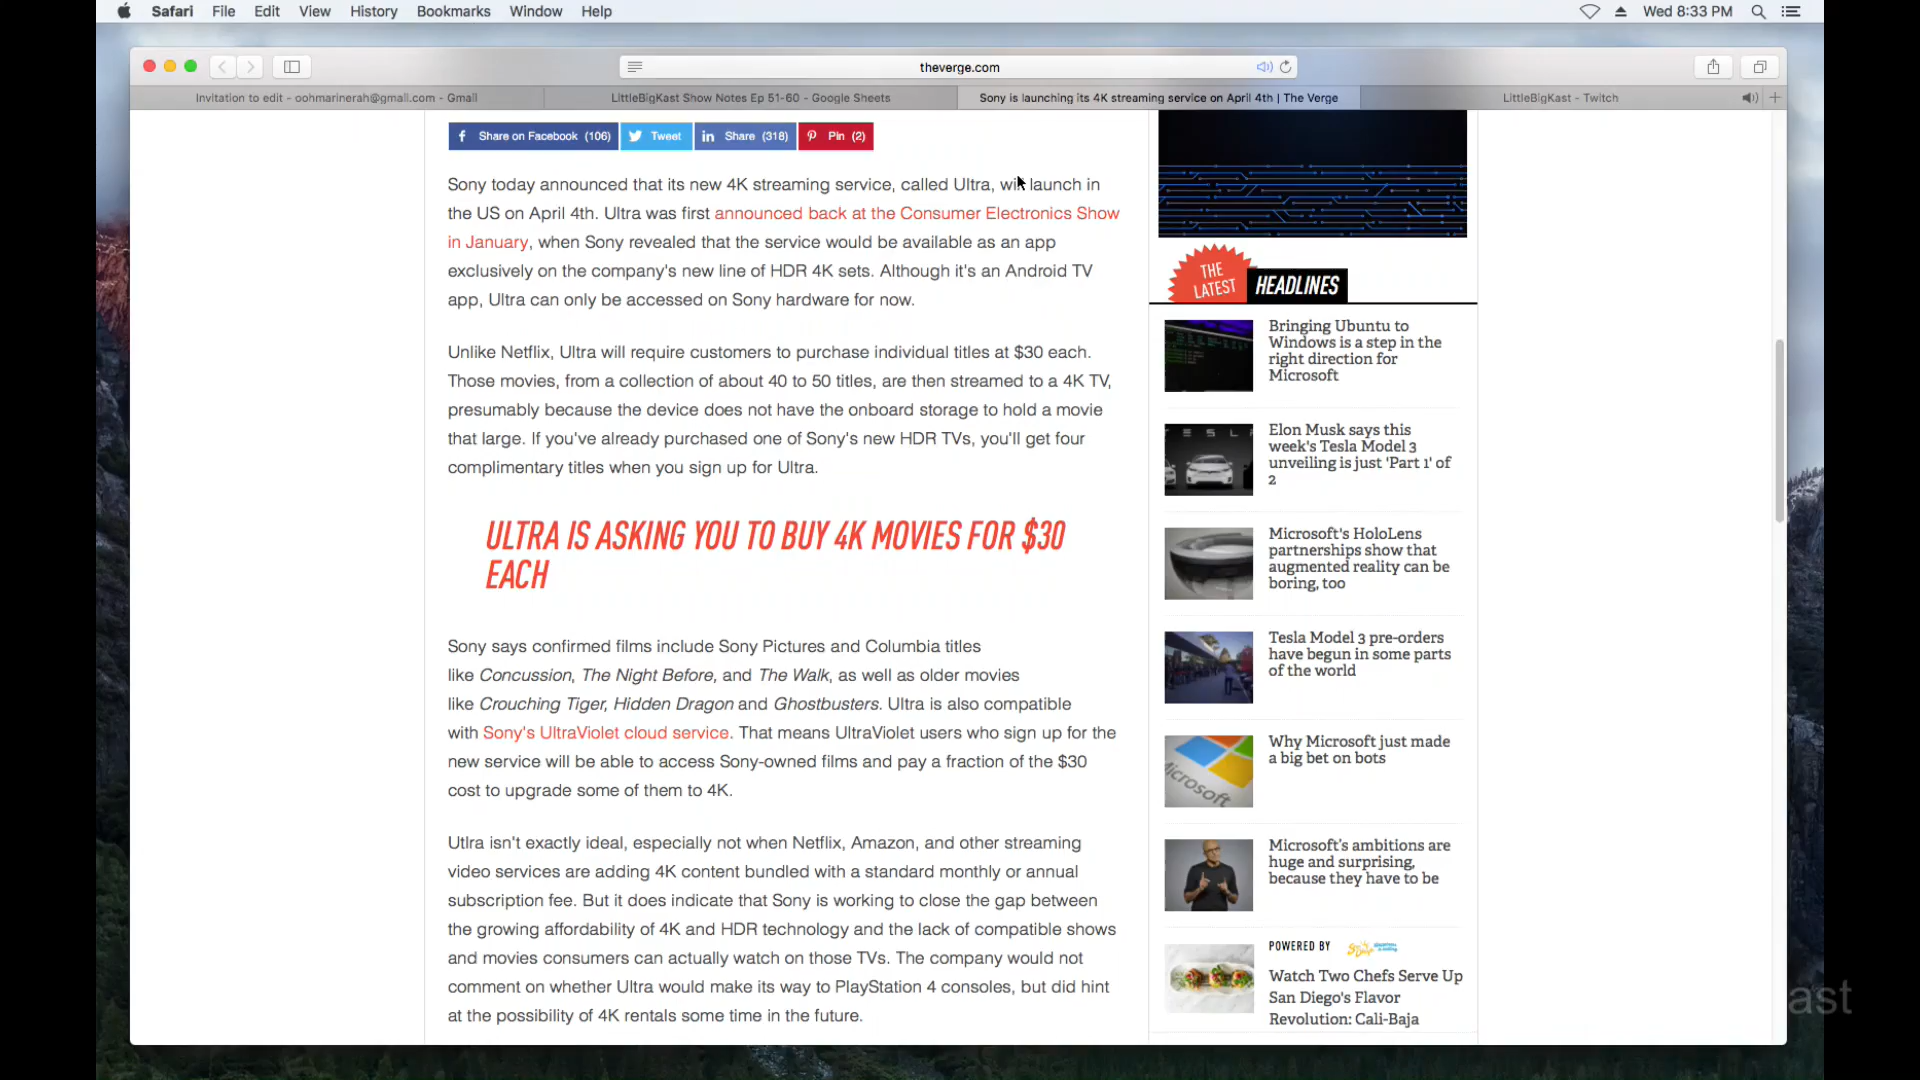 Safari File Edit View History Bookmarks Window Help Wed 8:33 PM
theverge.com
Invitation to edit - oohmarinerah@gmail.com - Gmail
LittleBigKast Show Notes Ep 51-60 - Google Sheets
Sony is launching its 4K streaming service on April 4th | The Verge
LittleBigKast - Twitch
Share on Facebook (106) Tweet Share (318) Pin (2)
Sony today announced that its new 4K streaming service, called Ultra, will launch in
the US on April 4th. Ultra was first announced back at the Consumer Electronics Show
in January, when Sony revealed that the service would be available as an app
exclusively on the company's new line of HDR 4K sets. Although it's an Android TV
app, Ultra can only be accessed on Sony hardware for now.
Unlike Netflix, Ultra will require customers to purchase individual titles at $30 each.
Those movies, from a collection of about 40 to 50 titles, are then streamed to a 4K TV,
presumably because the device does not have the onboard storage to hold a movie
that large. If you've already purchased one of Sony's new HDR TVs, you'll get four
complimentary titles when you sign up for Ultra.
ULTRA IS ASKING YOU TO BUY 4K MOVIES FOR $30
EACH
Sony says confirmed films include Sony Pictures and Columbia titles
like Concussion, The Night Before, and The Walk, as well as older movies
like Crouching Tiger, Hidden Dragon and Ghostbusters. Ultra is also compatible
with Sony's UltraViolet cloud service. That means UltraViolet users who sign up for the
new service will be able to access Sony-owned films and pay a fraction of the $30
cost to upgrade some of them to 4K.
Utlra isn't exactly ideal, especially not when Netflix, Amazon, and other streaming
video services are adding 4K content bundled with a standard monthly or annual
subscription fee. But it does indicate that Sony is working to close the gap between
the growing affordability of 4K and HDR technology and the lack of compatible shows
and movies consumers can actually watch on those TVs. The company would not
comment on whether Ultra would make its way to PlayStation 4 consoles, but did hint
at the possibility of 4K rentals some time in the future.
THE
LATEST
HEADLINES
Bringing Ubuntu to
Windows is a step in the
right direction for
Microsoft
TESL
Elon Musk says this
week's Tesla Model 3
unveiling is just 'Part 1' of
2
Microsoft's HoloLens
partnerships show that
augmented reality can be
boring, too
Tesla Model 3 pre-orders
have begun in some parts
of the world
Microsoft
Why Microsoft just made
a big bet on bots
Microsoft's ambitions are
huge and surprising,
because they have to be
POWERED BY
Watch Two Chefs Serve Up
San Diego's Flavor
Revolution: Cali-Baja
ast